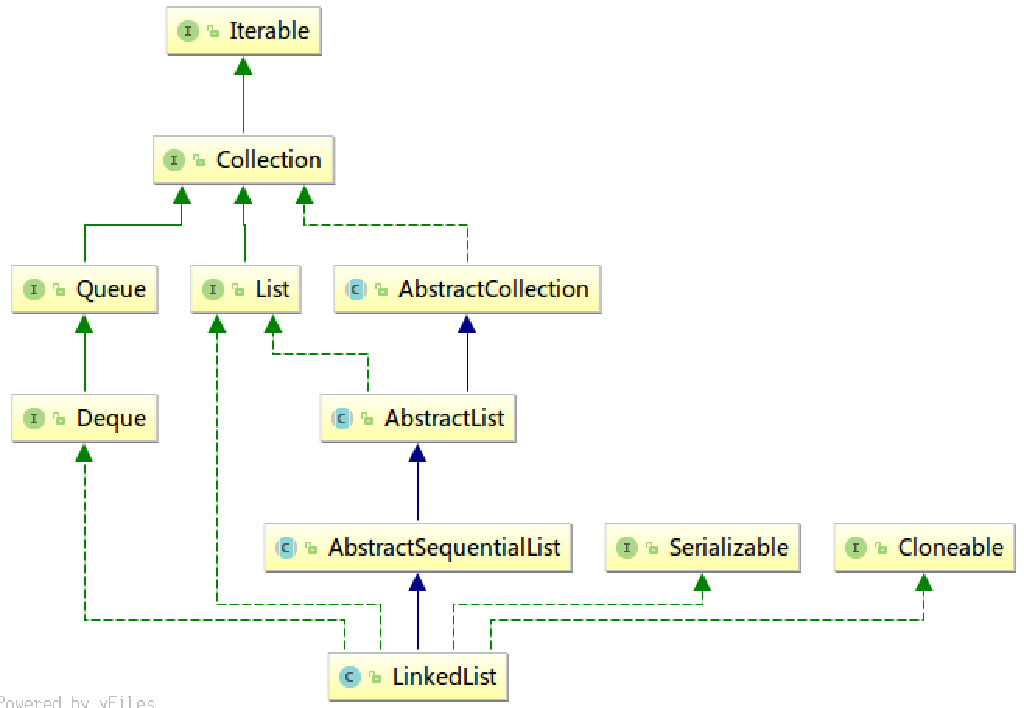 I Iterable
I Collection
I Queue
I List
C AbstractCollection
I Deque
C AbstractList
C AbstractSequentialList
I Serializable
I Cloneable
C LinkedList
Powered by yFiles